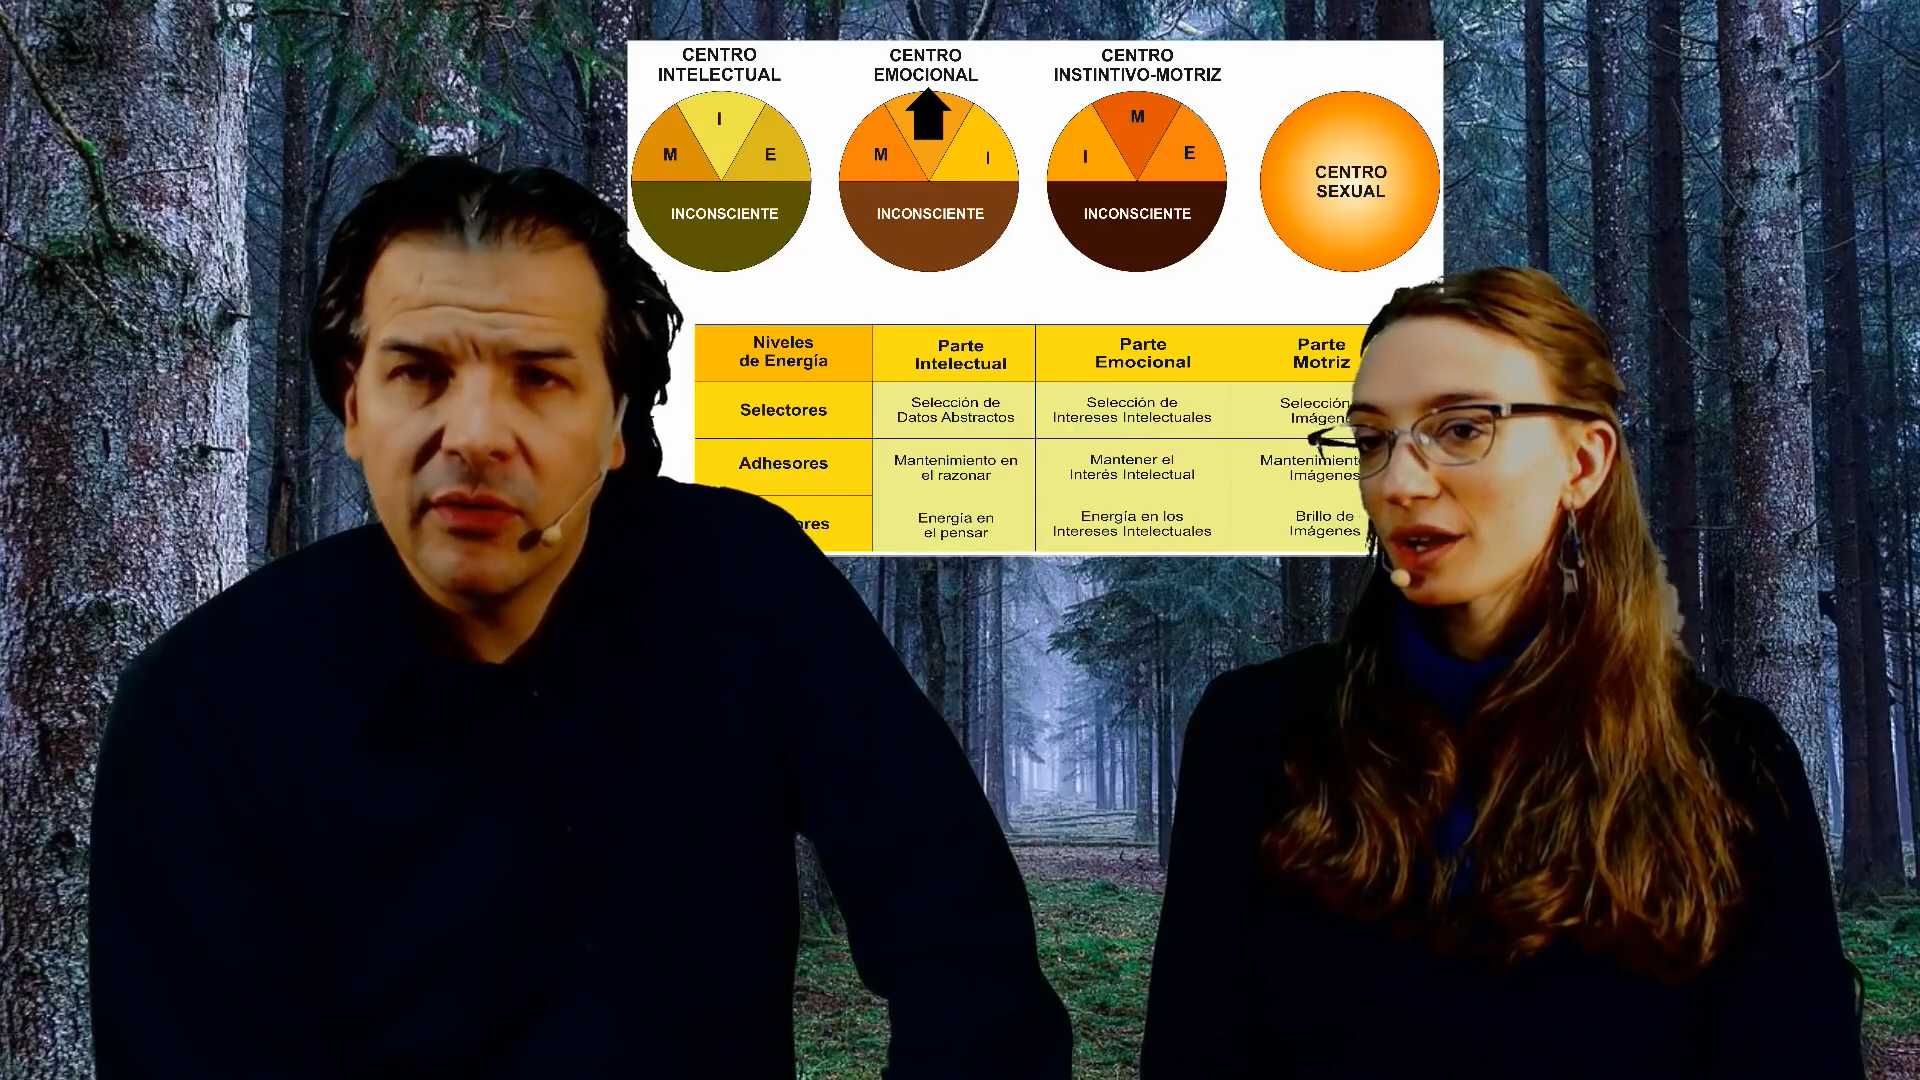 CENTRO
INTELECTUAL
CENTRO
EMOCIONAL
CENTRO
INSTINTIVO-MOTRIZ
M
I
E
INCONSCIENTE
M
I
INCONSCIENTE
I
M
E
INCONSCIENTE
CENTRO
SEXUAL
Niveles
de Energía
Parte
Intelectual
Parte
Emocional
Parte
Motriz
Selectores
Selección de
Datos Abstractos
Selección de
Intereses Intelectuales
Selección
Adhesores
Mantenimiento en
el razonar
Mantener el
Interés Intelectual
Imágenes
Energía en
el pensar
Energía en los
Intereses Intelectuales
Brillo de
Imágenes